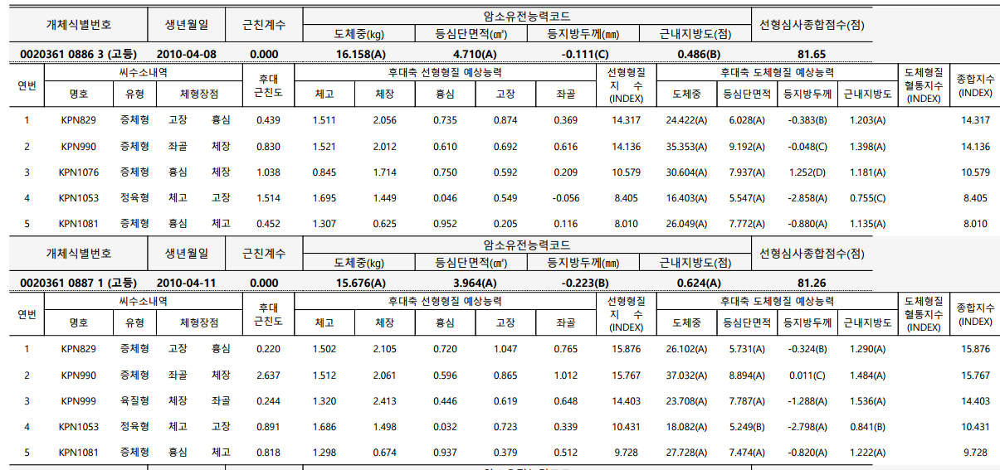 개체식별번호 생년월일 근친계수 암소유전능력코드 선형심사종합점수(점)
도체중(kg) 등심단면적(㎠) 등지방두께(㎜) 근내지방도(점)
0020361 0886 3 (고등) 2010-04-08 0.000 16.158(A) 4.710(A) -0.111(C) 0.486(B) 81.65
연번 씨수소내역 후대 근친도 후대축 선형형질 예상능력 선형형질 지 수 (INDEX) 후대축 도체형질 예상능력 도체형질 혈통지수 (INDEX) 종합지수 (INDEX)
명호 유형 체형장점 체고 체장 흉심 고장 좌골 도체중 등심단면적 등지방두께 근내지방도
1 KPN829 증체형 고장 흉심 0.439 1.511 2.056 0.735 0.874 0.369 14.317 24.422(A) 6.028(A) -0.383(B) 1.203(A) 14.317
2 KPN990 증체형 좌골 체장 0.830 1.521 2.012 0.610 0.692 0.616 14.136 35.353(A) 9.192(A) -0.048(C) 1.398(A) 14.136
3 KPN1076 증체형 흉심 체장 1.038 0.845 1.714 0.750 0.592 0.209 10.579 30.604(A) 7.937(A) 1.252(D) 1.181(A) 10.579
4 KPN1053 정육형 체고 고장 1.514 1.695 1.449 0.046 0.549 -0.056 8.405 16.403(A) 5.547(A) -2.858(A) 0.755(C) 8.405
5 KPN1081 증체형 흉심 체고 0.452 1.307 0.625 0.952 0.205 0.116 8.010 26.049(A) 7.772(A) -0.880(A) 1.135(A) 8.010
개체식별번호 생년월일 근친계수 암소유전능력코드 선형심사종합점수(점)
도체중(kg) 등심단면적(㎠) 등지방두께(㎜) 근내지방도(점)
0020361 0887 1 (고등) 2010-04-11 0.000 15.676(A) 3.964(A) -0.223(B) 0.624(A) 81.26
연번 씨수소내역 후대 근친도 후대축 선형형질 예상능력 선형형질 지 수 (INDEX) 후대축 도체형질 예상능력 도체형질 혈통지수 (INDEX) 종합지수 (INDEX)
명호 유형 체형장점 체고 체장 흉심 고장 좌골 도체중 등심단면적 등지방두께 근내지방도
1 KPN829 증체형 고장 흉심 0.220 1.502 2.105 0.720 1.047 0.765 15.876 26.102(A) 5.731(A) -0.324(B) 1.290(A) 15.876
2 KPN990 증체형 좌골 체장 2.637 1.512 2.061 0.596 0.865 1.012 15.767 37.032(A) 8.894(A) 0.011(C) 1.484(A) 15.767
3 KPN999 육질형 체장 좌골 0.244 1.320 2.413 0.446 0.619 0.648 14.403 23.708(A) 7.787(A) -1.288(A) 1.536(A) 14.403
4 KPN1053 정육형 체고 고장 0.891 1.686 1.498 0.032 0.723 0.339 10.431 18.082(A) 5.249(B) -2.798(A) 0.841(B) 10.431
5 KPN1081 증체형 흉심 체고 0.818 1.298 0.674 0.937 0.379 0.512 9.728 27.728(A) 7.474(A) -0.820(A) 1.222(A) 9.728